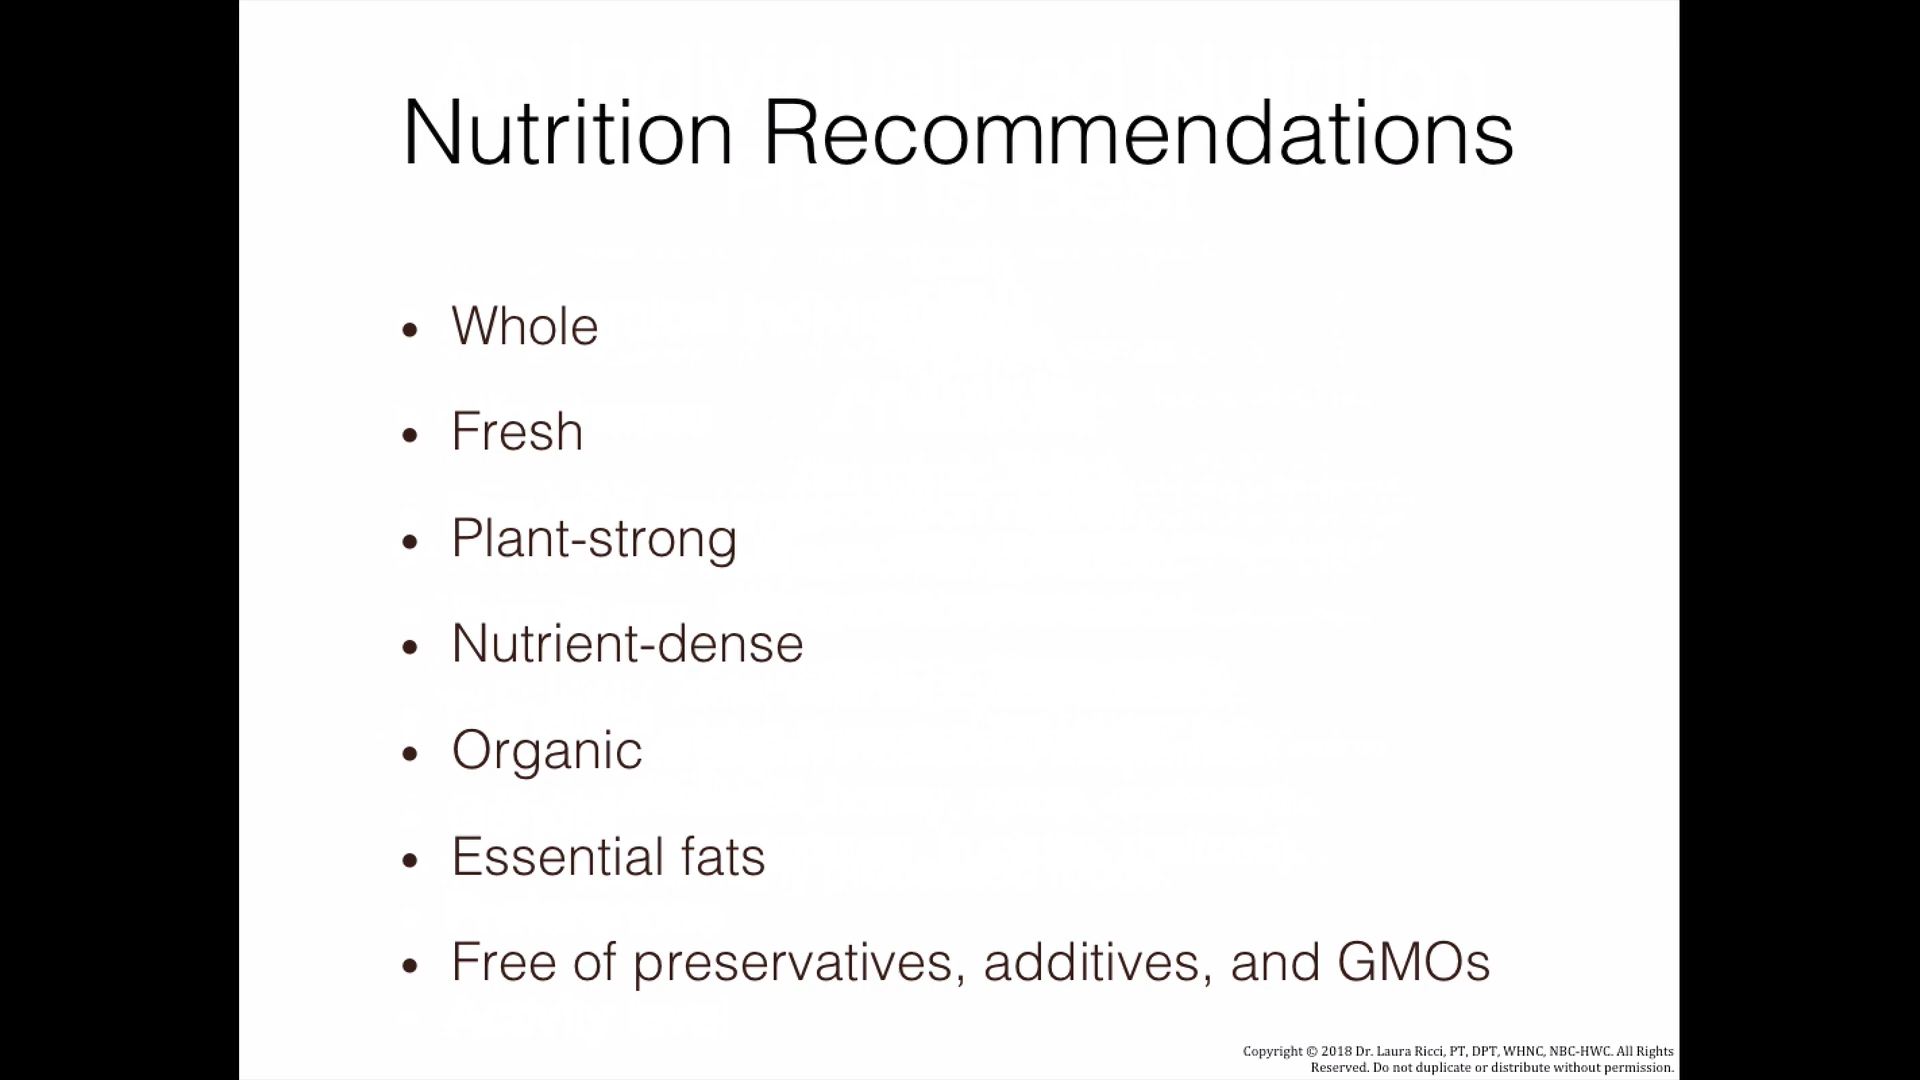 Nutrition Recommendations
• Whole
• Fresh
• Plant-strong
• Nutrient-dense
• Organic
• Essential fats
• Free of preservatives, additives, and GMOs
Copyright © 2018 Dr. Laura Ricci, PT, DPT, WHNC, NBC-HWC. All Rights
Reserved. Do not duplicate or distribute without permission.